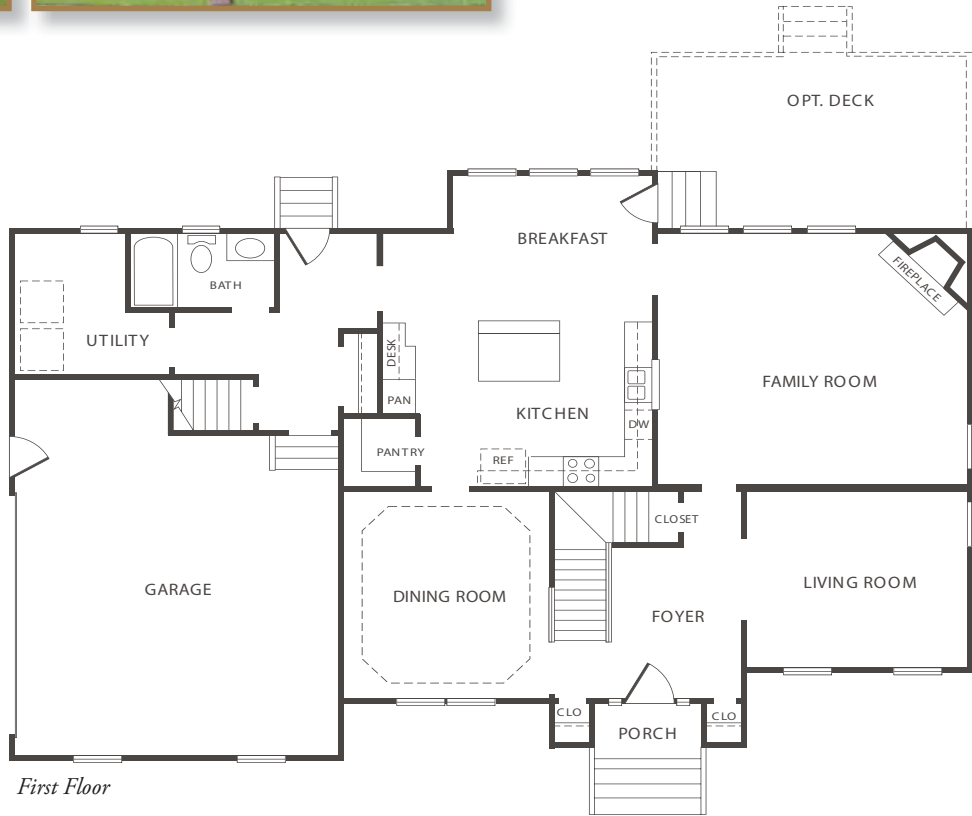 OPT. DECK
BREAKFAST
FIREPLACE
BATH
UTILITY
DESK
FAMILY ROOM
PAN
KITCHEN
DW
PANTRY
REF
CLOSET
GARAGE
DINING ROOM
LIVING ROOM
FOYER
CLO
CLO
PORCH
First Floor